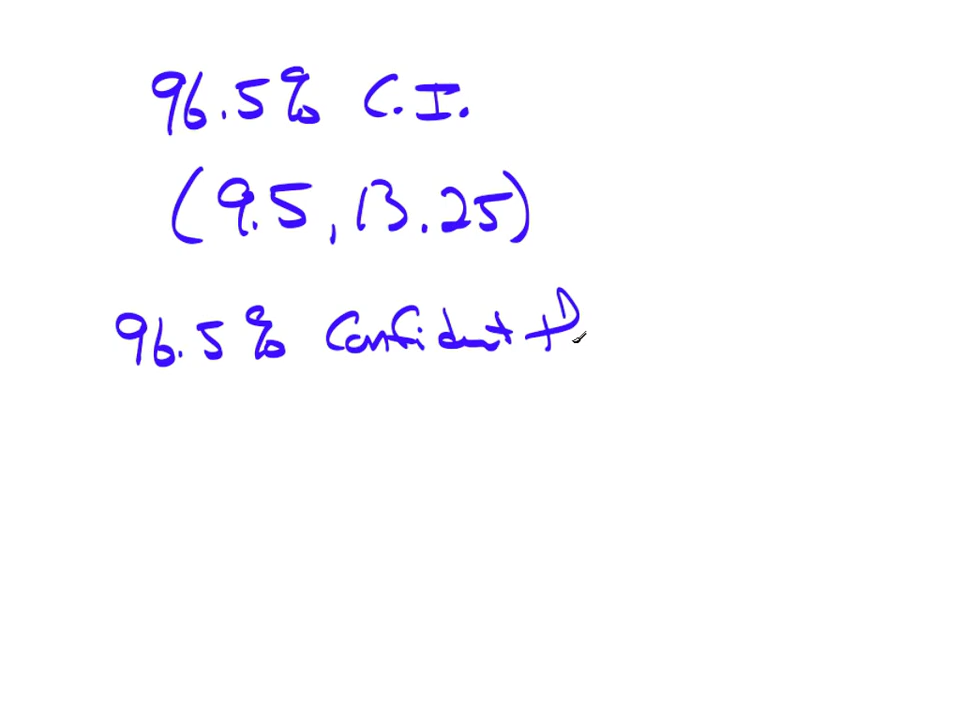 96.5% C.I.
(9.5, 13.25)
96.5% Confident